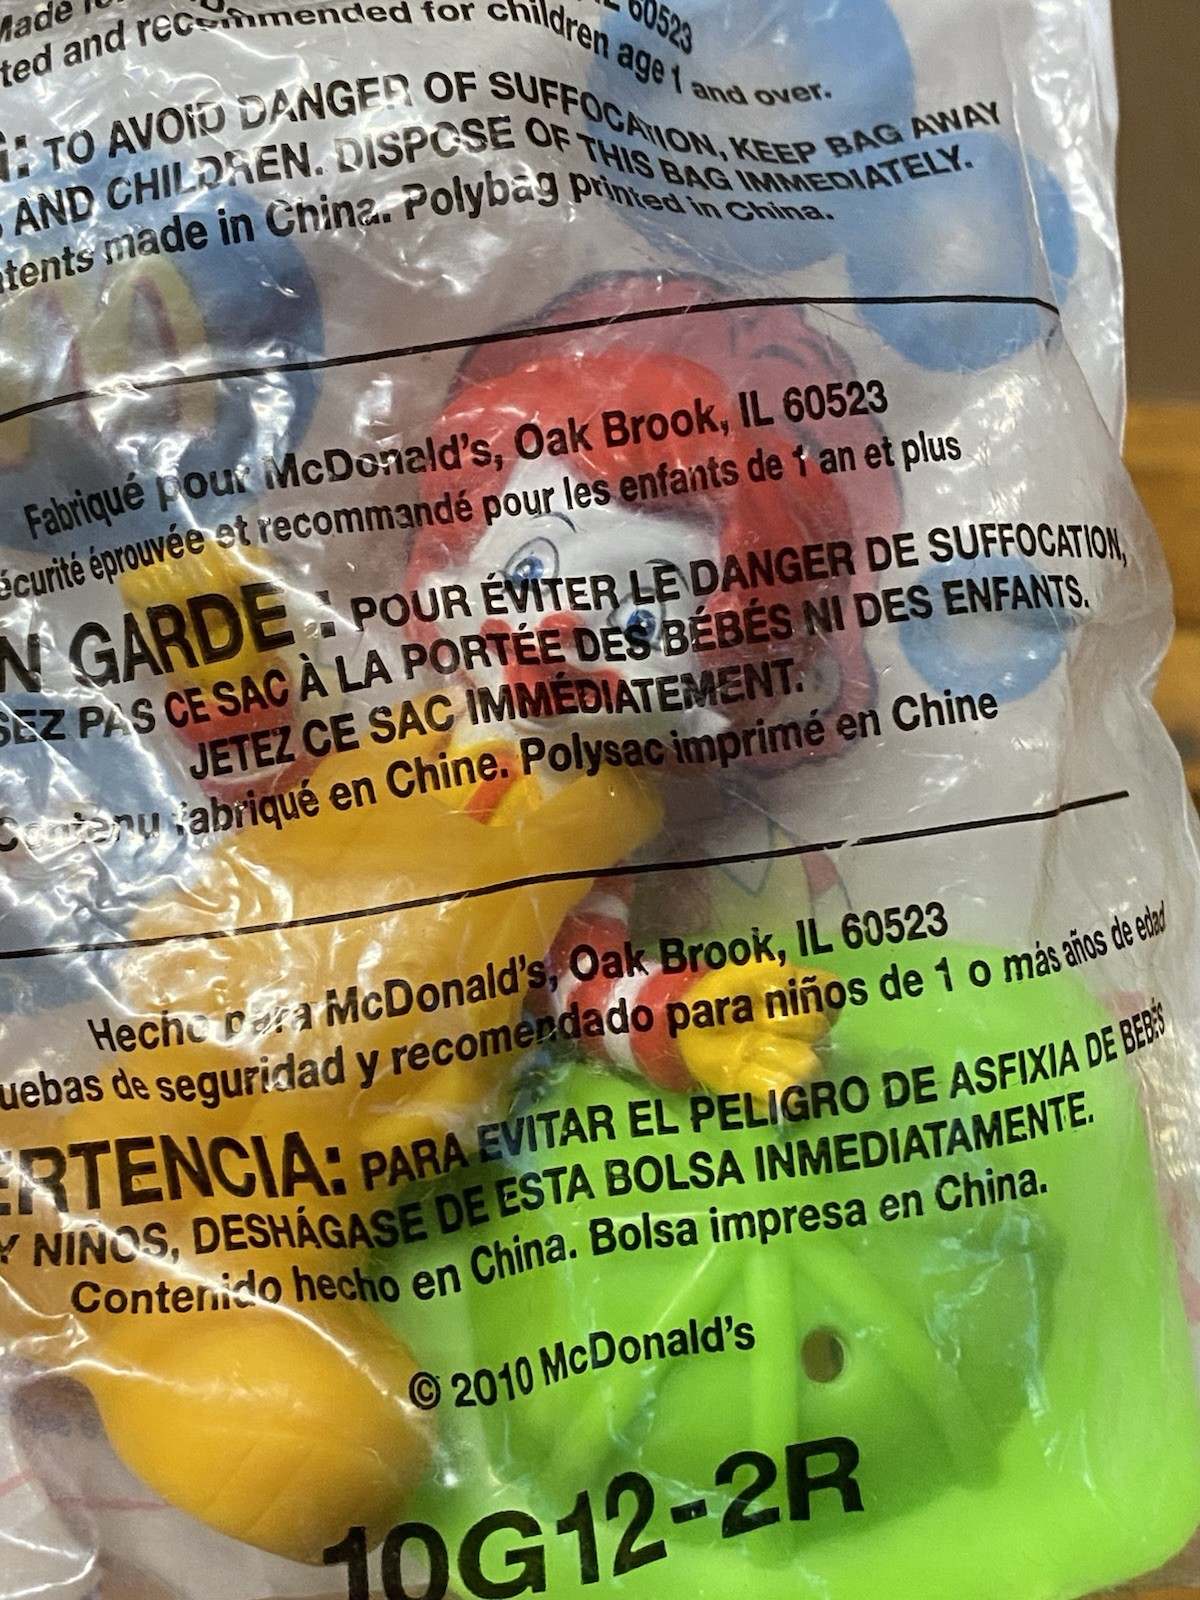 Made
60523
ted and recommended for children age 1 and over.
: TO AVOID DANGER OF SUFFOCATION, KEEP BAG AWAY
AND CHILDREN. DISPOSE OF THIS BAG IMMEDIATELY.
tents made in China. Polybag printed in China.
Fabriqué pour McDonald's, Oak Brook, IL 60523
écurité éprouvée et recommandé pour les enfants de 1 an et plus
N GARDE : POUR ÉVITER LE DANGER DE SUFFOCATION,
SEZ PAS CE SAC À LA PORTÉE DES BÉBÉS NI DES ENFANTS.
JETEZ CE SAC IMMÉDIATEMENT.
Contenu fabriqué en Chine. Polysac imprimé en Chine
Hecho para McDonald's, Oak Brook, IL 60523
uebas de seguridad y recomendado para niños de 1 o más años de edad
ERTENCIA: PARA EVITAR EL PELIGRO DE ASFIXIA DE BEBÉS
Y NIÑOS, DESHÁGASE DE ESTA BOLSA INMEDIATAMENTE.
Contenido hecho en China. Bolsa impresa en China.
© 2010 McDonald's
10G12-2R